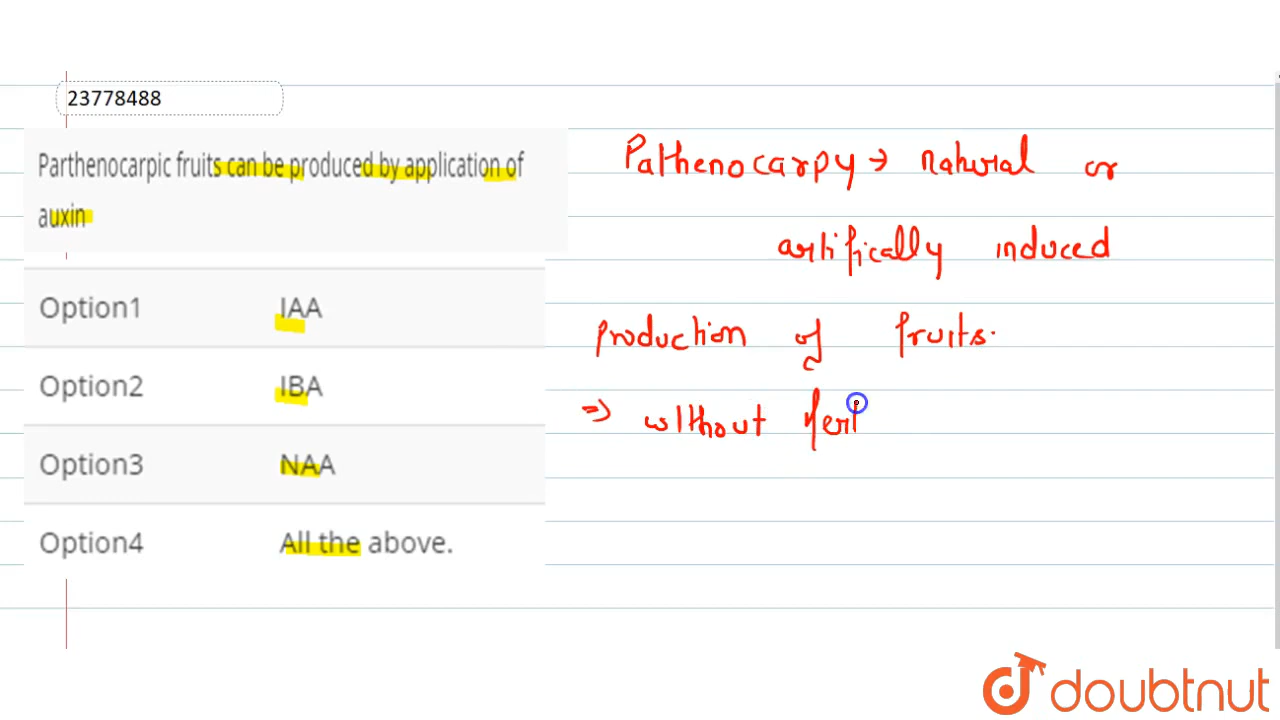 23778488
Parthenocarpic fruits can be produced by application of
auxin
Option1 IAA
Option2 IBA
Option3 NAA
Option4 All the above.
Pathenocarpy → natural or
artifically induced
production of fruits.
⇒ without fert
doubtnut